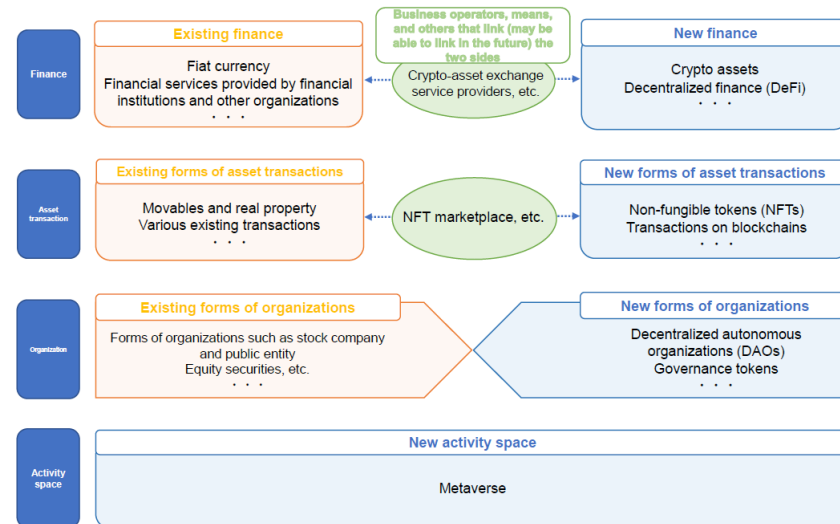 Business operators, means,
and others that link (may be
able to link in the future) the
two sides
Finance
Existing finance
Fiat currency
Financial services provided by financial
institutions and other organizations
・・・
Crypto-asset exchange
service providers, etc.
New finance
Crypto assets
Decentralized finance (DeFi)
・・・
Asset
transaction
Existing forms of asset transactions
Movables and real property
Various existing transactions
・・・
NFT marketplace, etc.
New forms of asset transactions
Non-fungible tokens (NFTs)
Transactions on blockchains
・・・
Organization
Existing forms of organizations
Forms of organizations such as stock company
and public entity
Equity securities, etc.
・・・
New forms of organizations
Decentralized autonomous
organizations (DAOs)
Governance tokens
・・・
Activity
space
New activity space
Metaverse